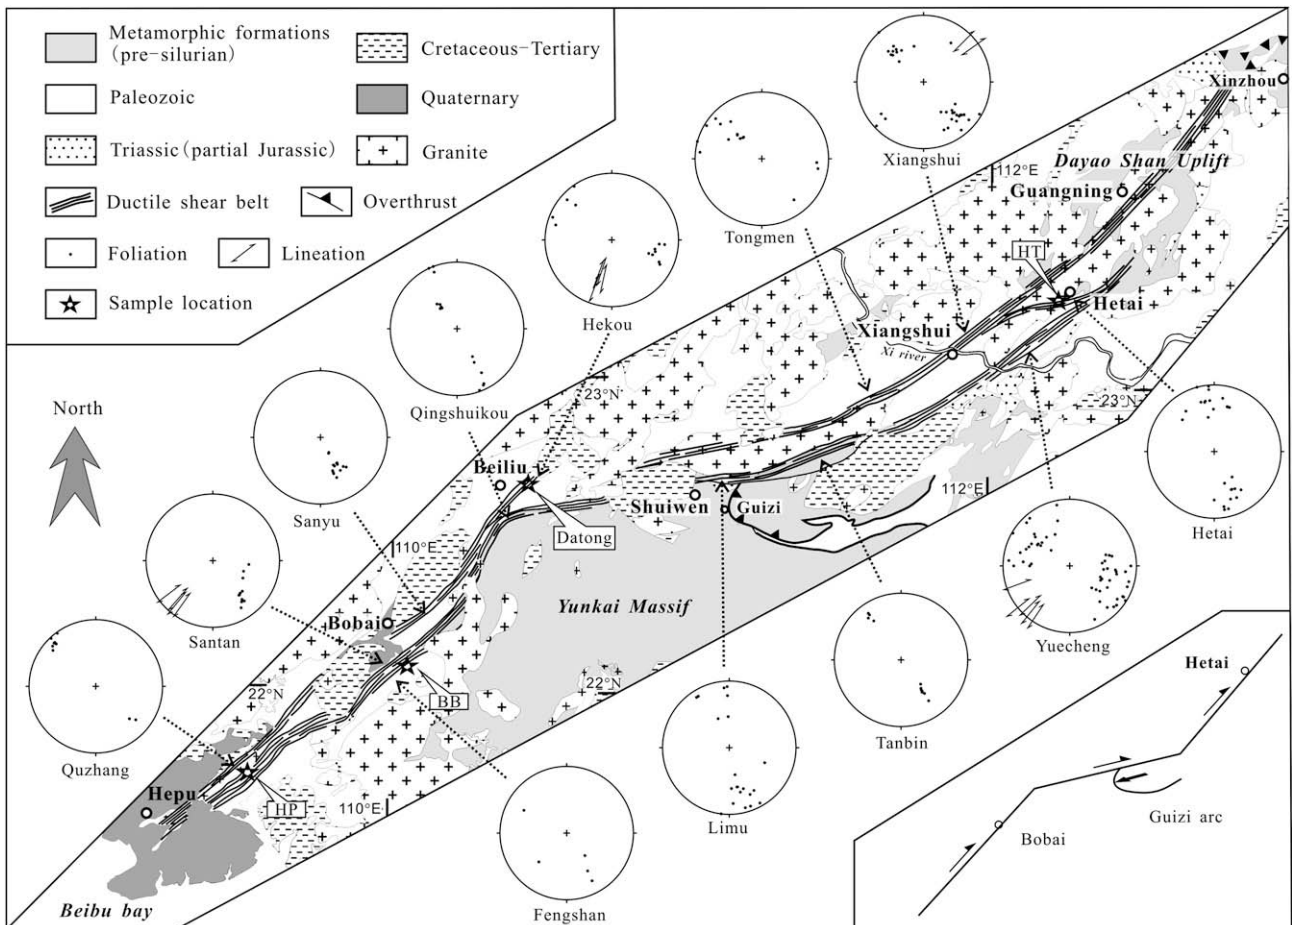 Metamorphic formations
(pre-silurian)
Cretaceous-Tertiary
Paleozoic
Quaternary
Triassic(partial Jurassic)
Granite
Ductile shear belt
Overthrust
Foliation
Lineation
Sample location
North
Xiangshui
Tongmen
Hekou
Qingshuikou
Sanyu
Santan
Quzhang
Xinzhou
Dayao Shan Uplift
112°E
Guangning
HT
Hetai
Xiangshui
Xi river
23°N
23°N
Beiliu
112°E
Shuiwen
Guizi
Datong
110°E
Yunkai Massif
Bobai
22°N
22°N
BB
Hepu
HP
110°E
Beibu bay
Hetai
Yuecheng
Tanbin
Limu
Fengshan
Hetai
Guizi arc
Bobai